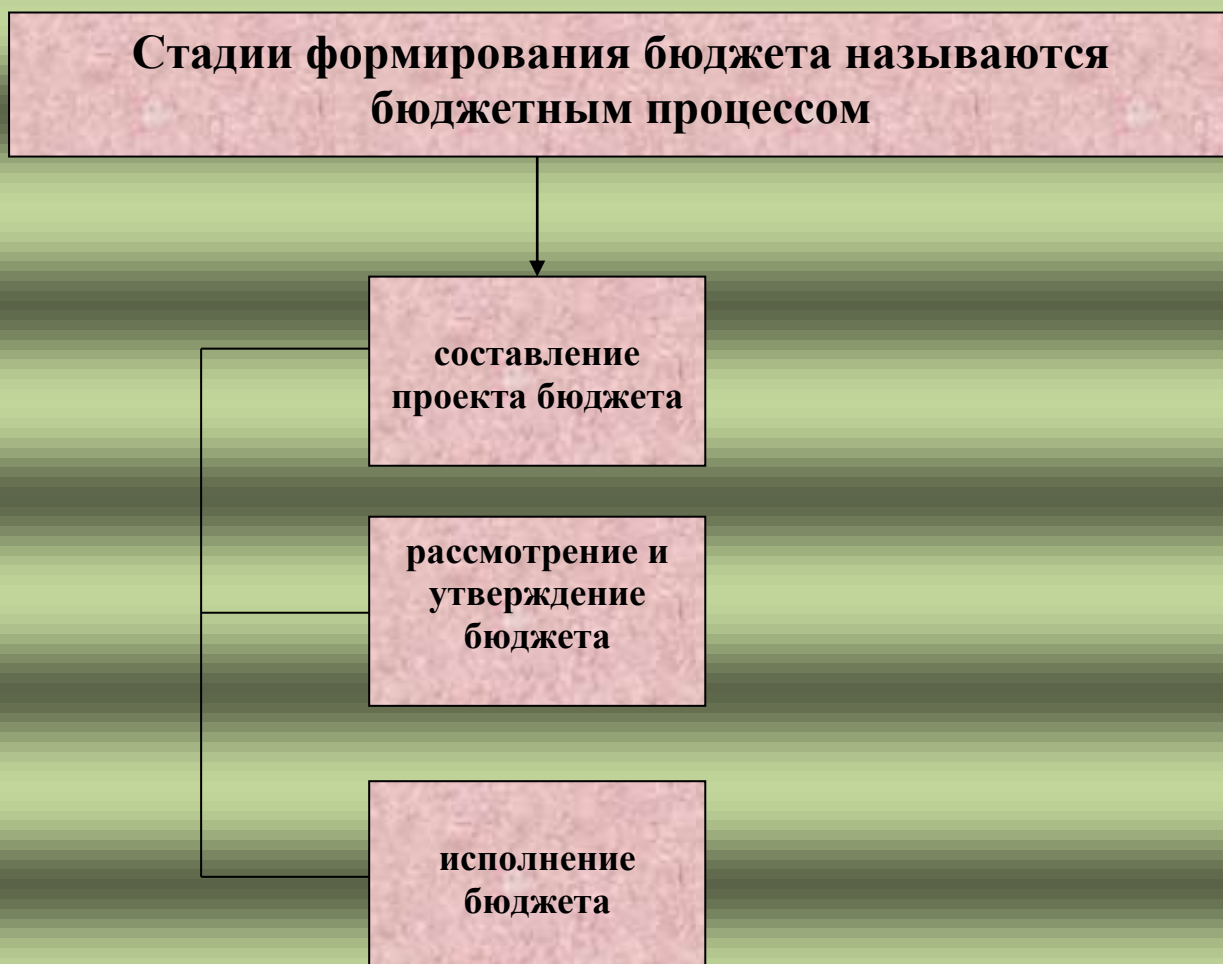 Стадии формирования бюджета называются
бюджетным процессом
составление
проекта бюджета
рассмотрение и
утверждение
бюджета
исполнение
бюджета